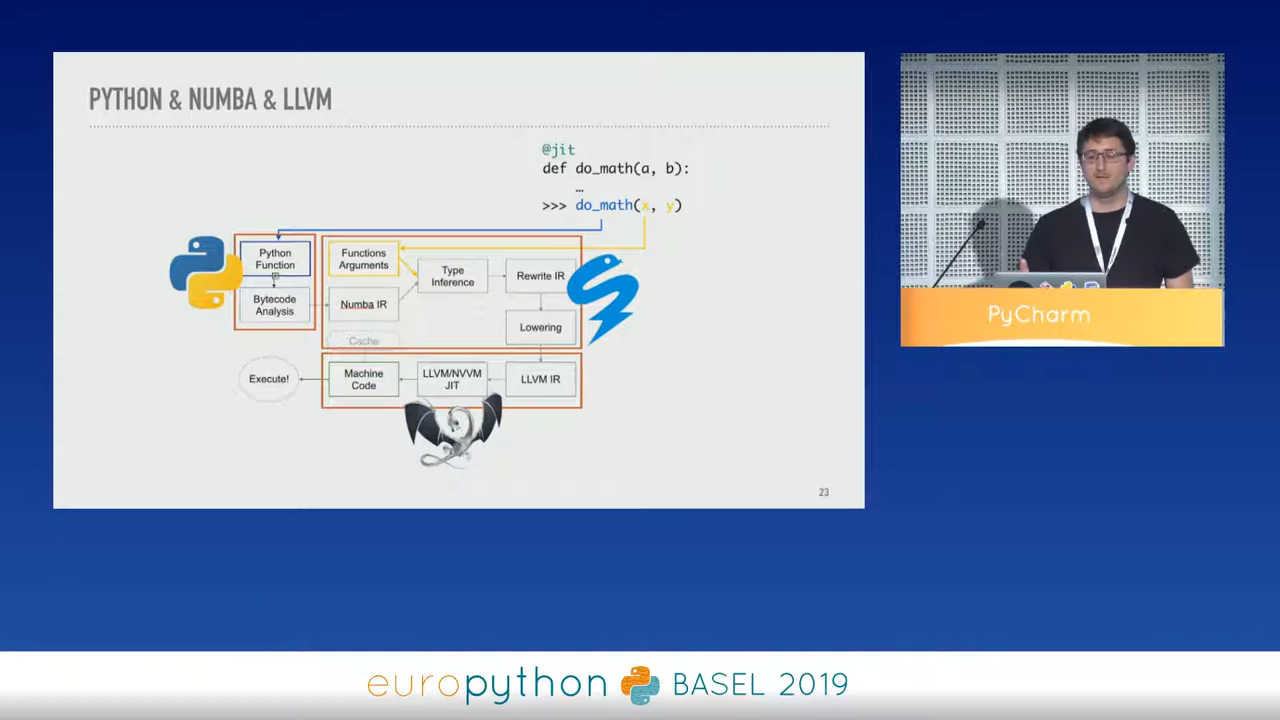 PYTHON & NUMBA & LLVM
@jit
def do_math(a, b):
…
>>> do_math(x, y)
Python
Function
Bytecode
Analysis
Functions
Arguments
Numba IR
Cache
Type
Inference
Rewrite IR
Lowering
Execute!
Machine
Code
LLVM/NVVM
JIT
LLVM IR
23
PyCharm
europython BASEL 2019